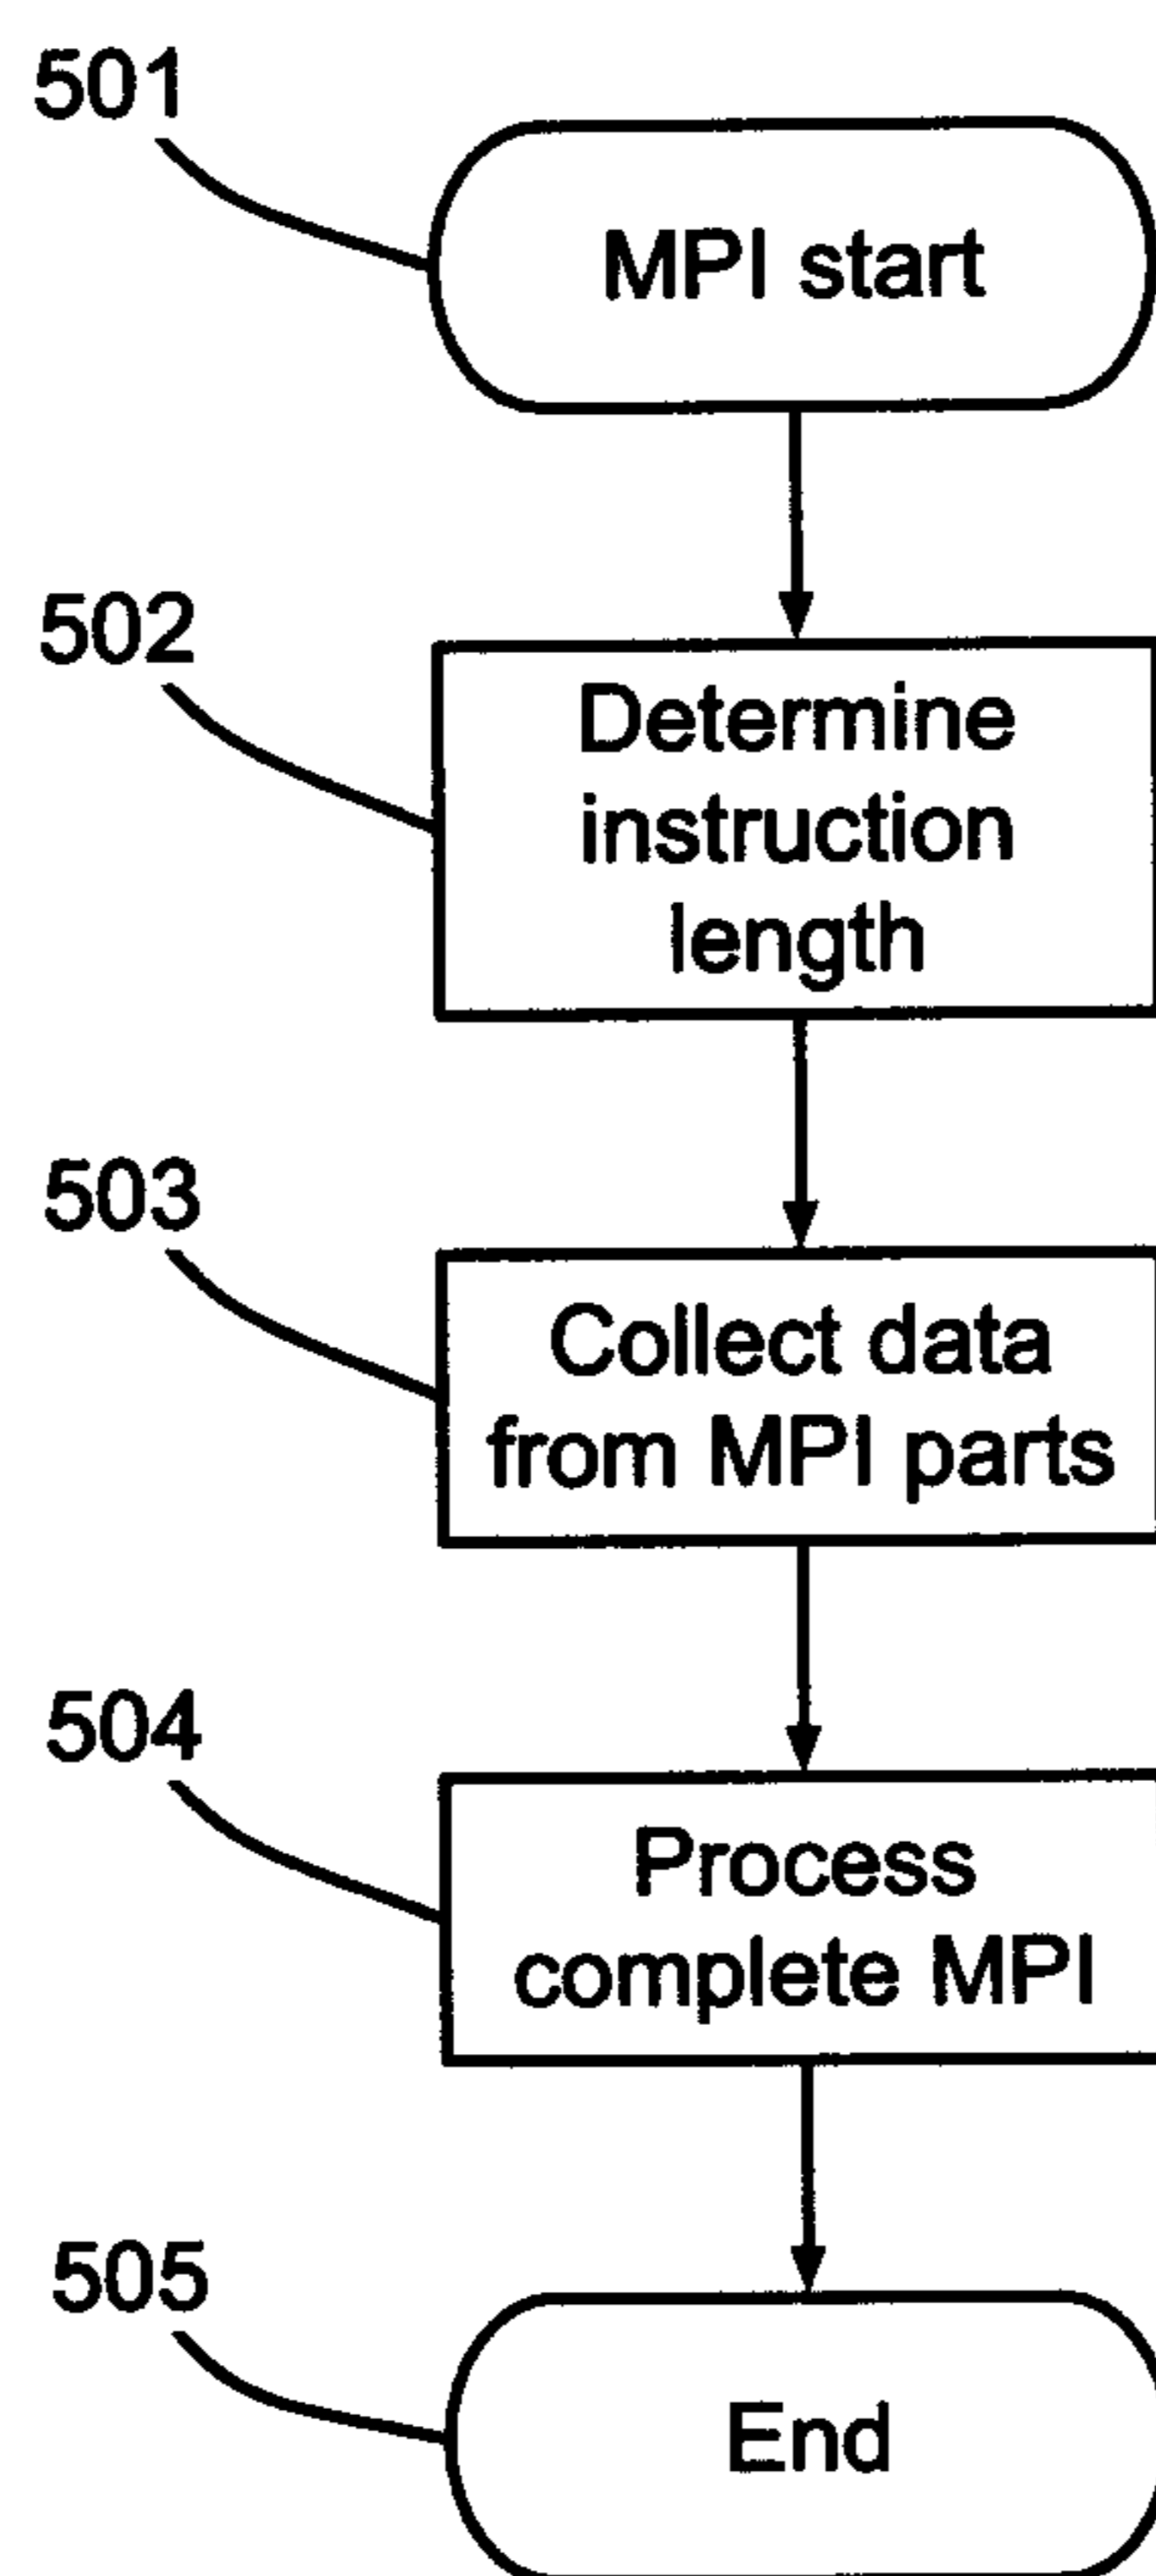 501
MPI start
502
Determine
instruction
length
503
Collect data
from MPI parts
504
Process
complete MPI
505
End